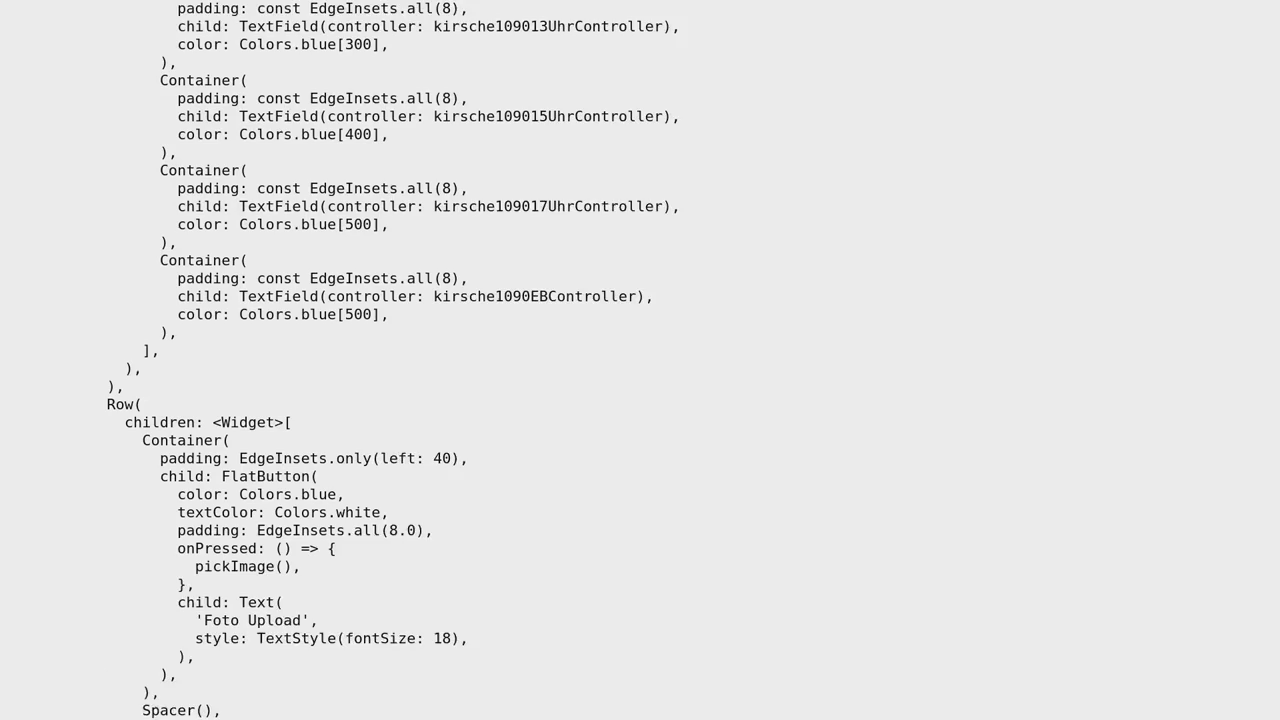 padding: const EdgeInsets.all(8),
child: TextField(controller: kirsche109013UhrController),
color: Colors.blue[300],
),
Container(
padding: const EdgeInsets.all(8),
child: TextField(controller: kirsche109015UhrController),
color: Colors.blue[400],
),
Container(
padding: const EdgeInsets.all(8),
child: TextField(controller: kirsche109017UhrController),
color: Colors.blue[500],
),
Container(
padding: const EdgeInsets.all(8),
child: TextField(controller: kirsche1090EBController),
color: Colors.blue[500],
),
],
),
),
Row(
children: <Widget>[
Container(
padding: EdgeInsets.only(left: 40),
child: FlatButton(
color: Colors.blue,
textColor: Colors.white,
padding: EdgeInsets.all(8.0),
onPressed: () => {
pickImage(),
},
child: Text(
'Foto Upload',
style: TextStyle(fontSize: 18),
),
),
),
Spacer(),